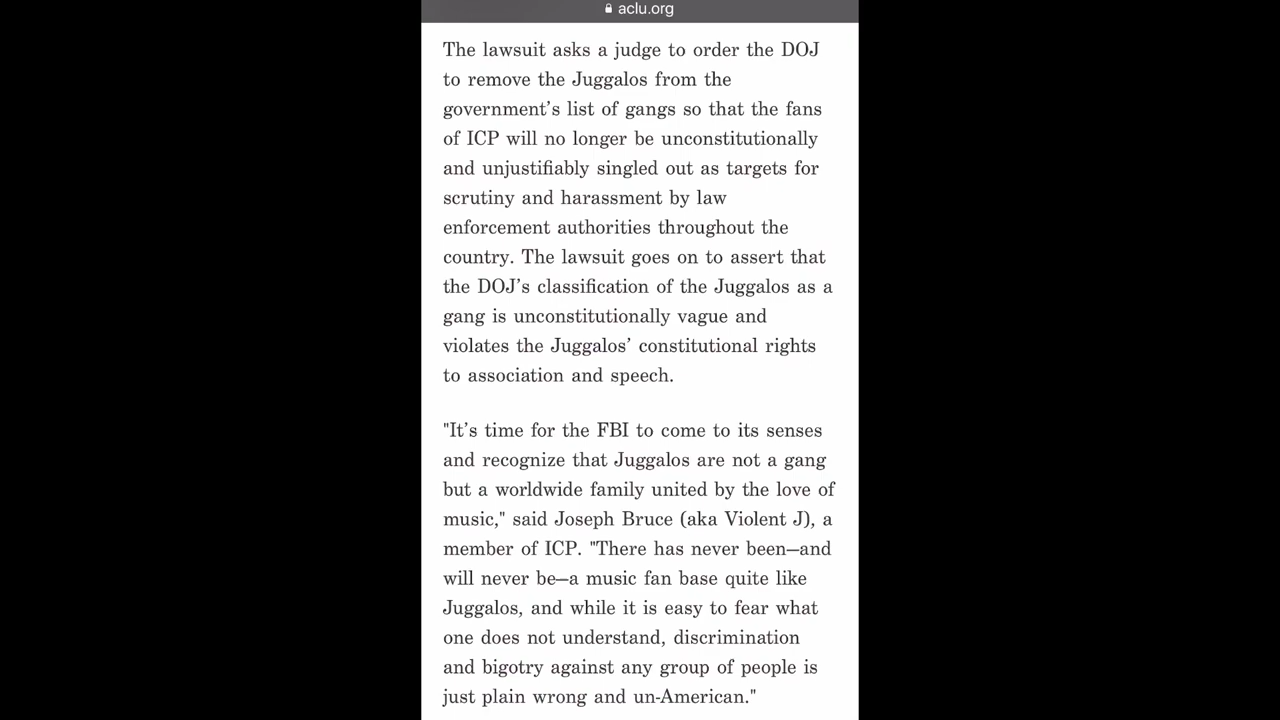 aclu.org
The lawsuit asks a judge to order the DOJ
to remove the Juggalos from the
government’s list of gangs so that the fans
of ICP will no longer be unconstitutionally
and unjustifiably singled out as targets for
scrutiny and harassment by law
enforcement authorities throughout the
country. The lawsuit goes on to assert that
the DOJ’s classification of the Juggalos as a
gang is unconstitutionally vague and
violates the Juggalos’ constitutional rights
to association and speech.
"It’s time for the FBI to come to its senses
and recognize that Juggalos are not a gang
but a worldwide family united by the love of
music," said Joseph Bruce (aka Violent J), a
member of ICP. "There has never been—and
will never be—a music fan base quite like
Juggalos, and while it is easy to fear what
one does not understand, discrimination
and bigotry against any group of people is
just plain wrong and un-American."